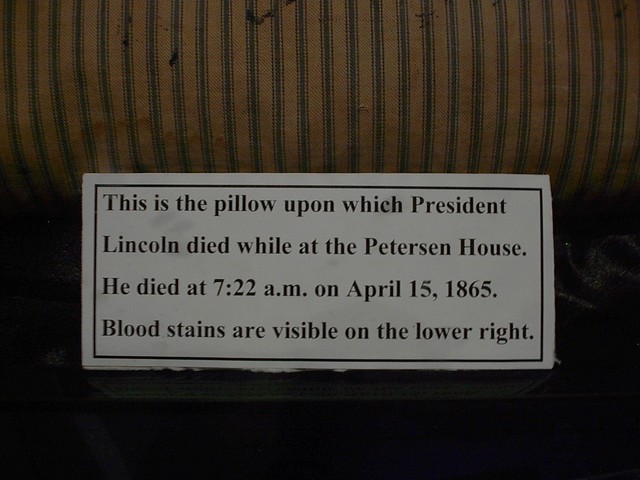 This is the pillow upon which President
Lincoln died while at the Petersen House.
He died at 7:22 a.m. on April 15, 1865.
Blood stains are visible on the lower right.